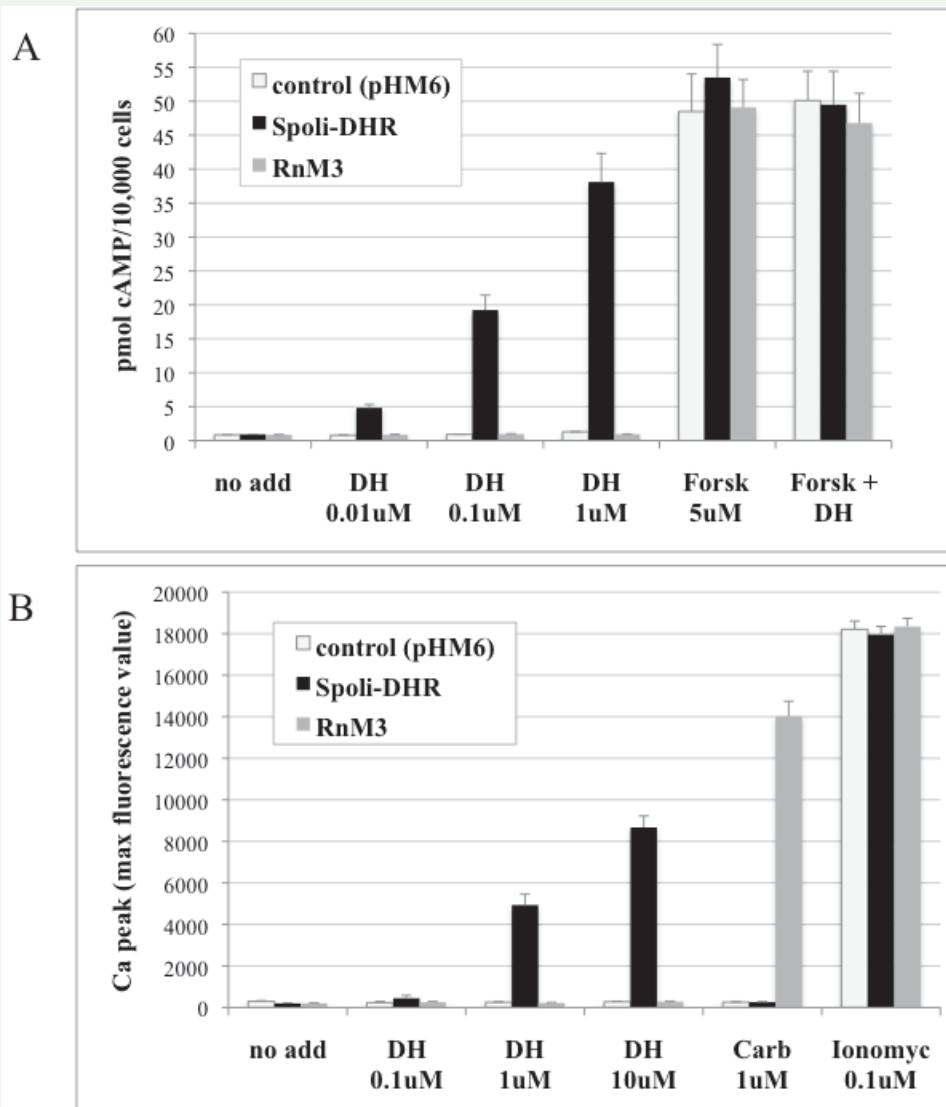 A
60
55
50
45
40
35
30
25
20
15
10
5
0
pmol cAMP/10,000 cells
control (pHM6)
Spoli-DHR
RnM3
no add
DH
0.01uM
DH
0.1uM
DH
1uM
Forsk
5uM
Forsk +
DH
B
20000
18000
16000
14000
12000
10000
8000
6000
4000
2000
0
Ca peak (max fluorescence value)
control (pHM6)
Spoli-DHR
RnM3
no add
DH
0.1uM
DH
1uM
DH
10uM
Carb
1uM
Ionomyc
0.1uM